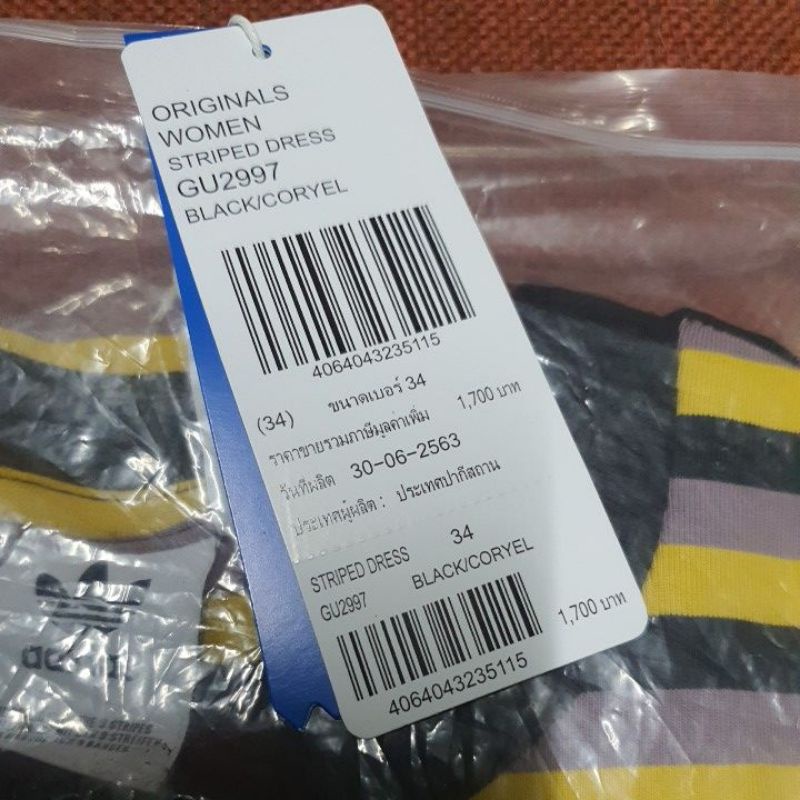 ORIGINALS
WOMEN
STRIPED DRESS
GU2997
BLACK/CORYEL
4064043235115
(34) ขนาดเบอร์ 34
ราคาขายรวมภาษีมูลค่าเพิ่ม 1,700 บาท
วันที่ผลิต 30-06-2563
ประเทศผู้ผลิต : ประเทศปากีสถาน
STRIPED DRESS 34
GU2997 BLACK/CORYEL
1,700 บาท
4064043235115
adidas
3 STRIPES